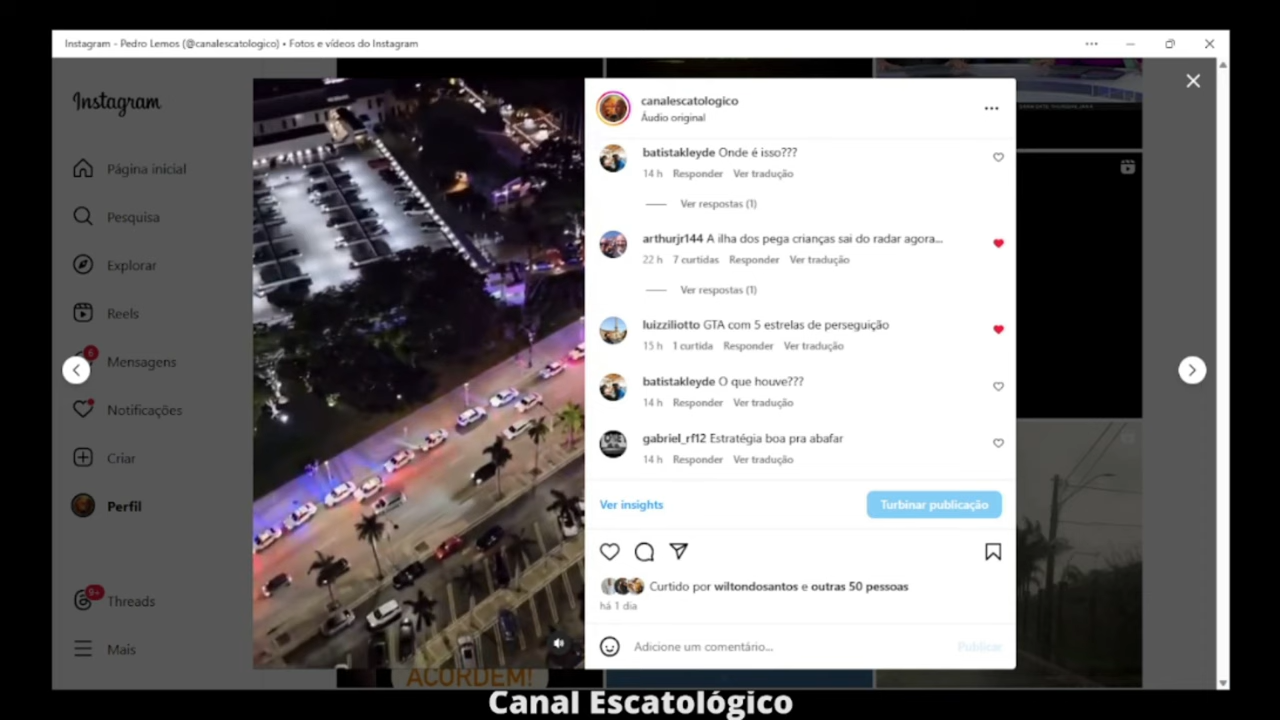 Instagram - Pedro Lemos (@canalescatologico) • Fotos e vídeos do Instagram
Instagram
Página inicial
Pesquisa
Explorar
Reels
6
Mensagens
Notificações
Criar
Perfil
9+
Threads
Mais
canalescatologico
Áudio original
batistakleyde Onde é isso???
14 h Responder Ver tradução
Ver respostas (1)
arthurjr144 A ilha dos pega crianças sai do radar agora...
22 h 7 curtidas Responder Ver tradução
Ver respostas (1)
luizziliotto GTA com 5 estrelas de perseguição
15 h 1 curtida Responder Ver tradução
batistakleyde O que houve???
14 h Responder Ver tradução
gabriel_rf12 Estratégia boa pra abafar
14 h Responder Ver tradução
Ver insights
Turbinar publicação
Curtido por wiltondosantos e outras 50 pessoas
há 1 dia
Adicione um comentário...
Publicar
ACORDEM!
Canal Escatológico